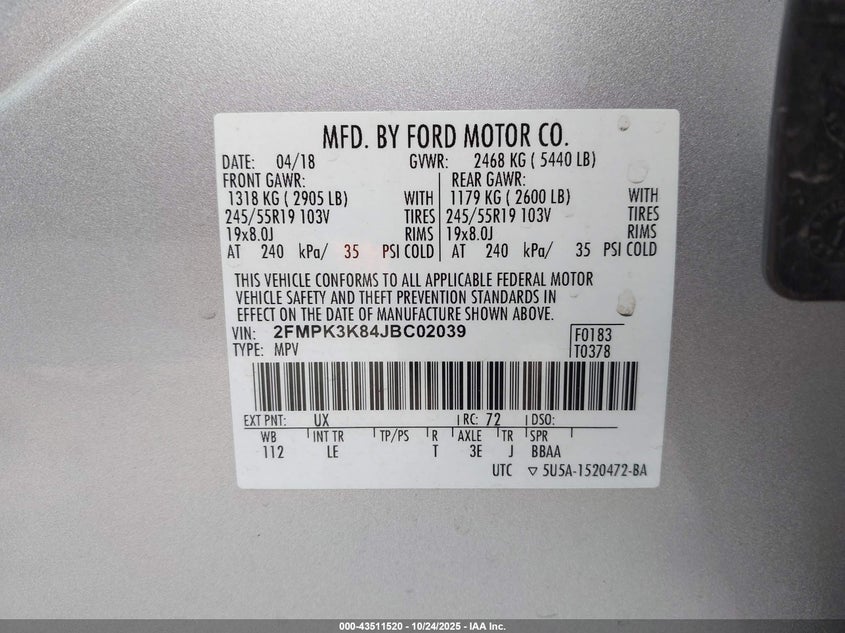 MFD. BY FORD MOTOR CO.
DATE: 04/18 GVWR: 2468 KG ( 5440 LB)
FRONT GAWR: REAR GAWR:
1318 KG ( 2905 LB) WITH 1179 KG ( 2600 LB) WITH
245/55R19 103V TIRES 245/55R19 103V TIRES
19x8.0J RIMS 19x8.0J RIMS
AT 240 kPa/ 35 PSI COLD AT 240 kPa/ 35 PSI COLD
THIS VEHICLE CONFORMS TO ALL APPLICABLE FEDERAL MOTOR
VEHICLE SAFETY AND THEFT PREVENTION STANDARDS IN
EFFECT ON THE DATE OF MANUFACTURE SHOWN ABOVE.
VIN: 2FMPK3K84JBC02039 F0183
TYPE: MPV T0378
EXT PNT: UX RC: 72 DSO:
WB INT TR TP/PS R AXLE TR SPR
112 LE T 3E J BBAA
UTC ▽ 5U5A-1520472-BA
000-43511520 - 10/24/2025 - IAA Inc.